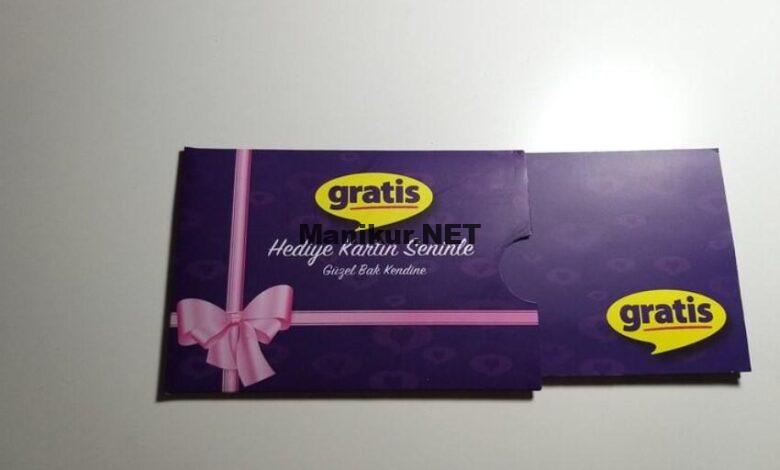 gratis
Manikur.NET
Hediye Kartın Seninle
Güzel Bak Kendine
gratis